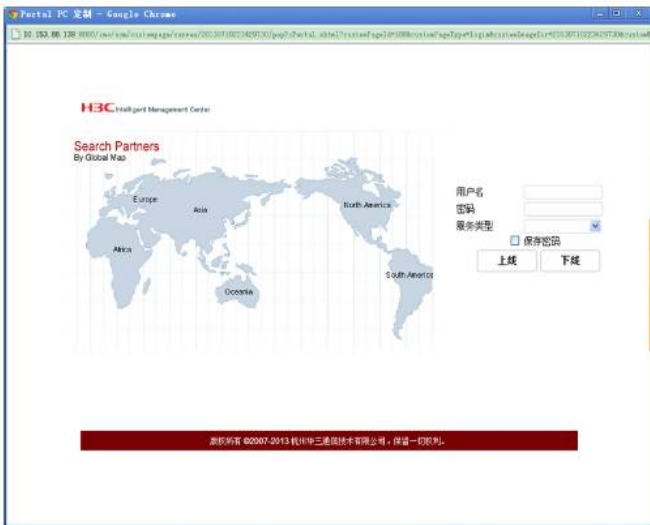 Portal PC 定制 - Google Chrome
H3C Intelligent Management Center
Search Partners
By Global Map
Europe
Asia
North America
Africa
South America
Oceania
用户名
密码
服务类型
保存密码
上线
下线
版权所有 ©2007-2013 杭州华三通信技术有限公司，保留一切权利。